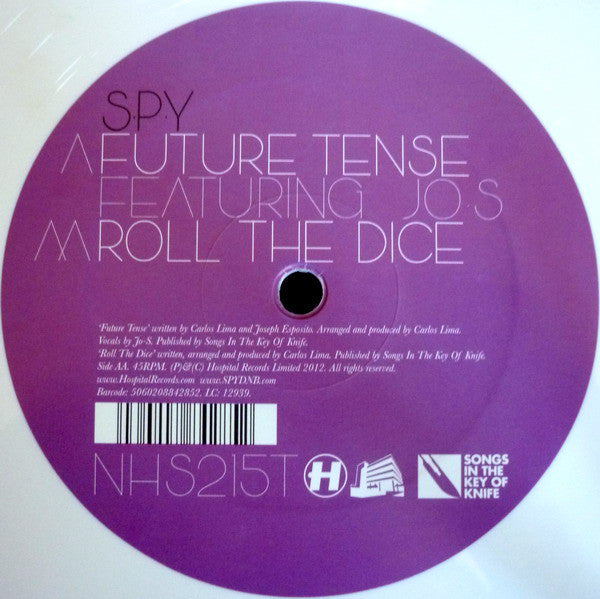 S·P·Y
A FUTURE TENSE
FEATURING JO-S
AA ROLL THE DICE
'Future Tense' written by Carlos Lima and Joseph Esposito. Arranged and produced by Carlos Lima.
Vocals by Jo-S. Published by Songs In The Key Of Knife.
'Roll The Dice' written, arranged and produced by Carlos Lima. Published by Songs In The Key Of Knife.
Side AA. 45RPM. (P)&(C) Hospital Records Limited 2012. All rights reserved.
www.HospitalRecords.com www.SPYDNB.com
Barcode: 5060208842852. LC: 12939.
NHS215T H
SONGS
IN THE
KEY OF
KNIFE